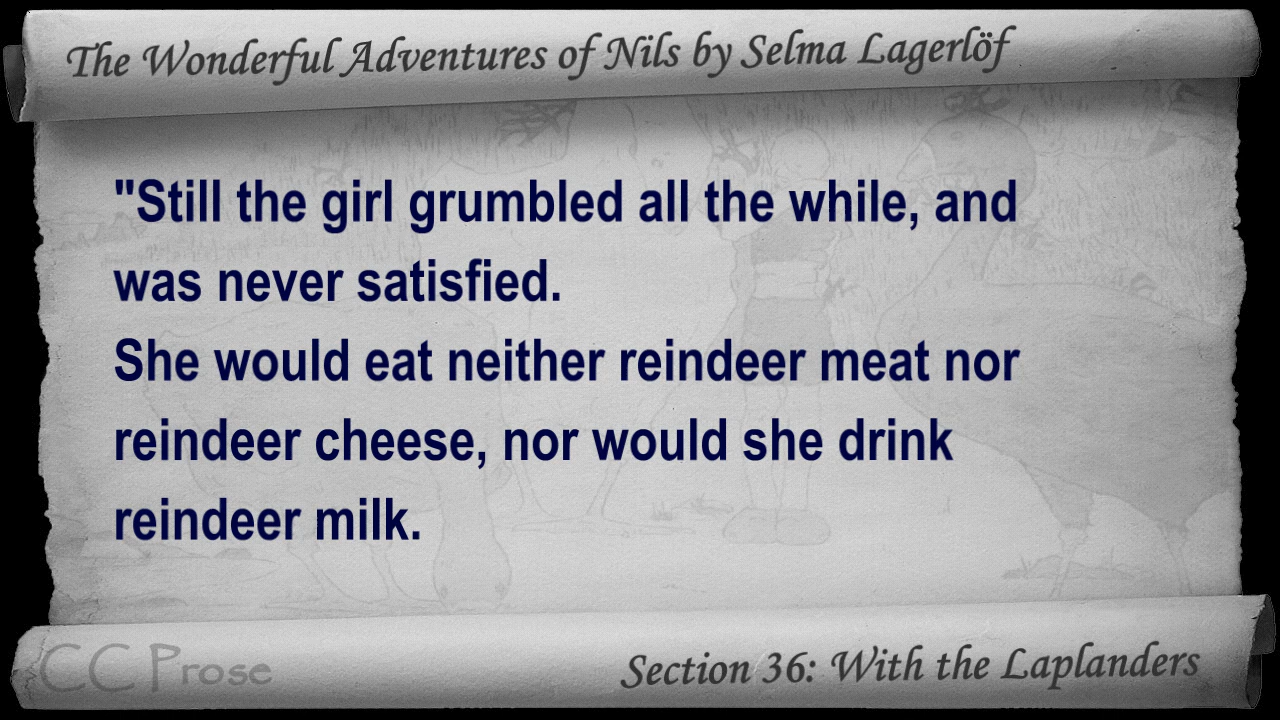 The Wonderful Adventures of Nils by Selma Lagerlöf
"Still the girl grumbled all the while, and
was never satisfied.
She would eat neither reindeer meat nor
reindeer cheese, nor would she drink
reindeer milk.
CC Prose
Section 36: With the Laplanders